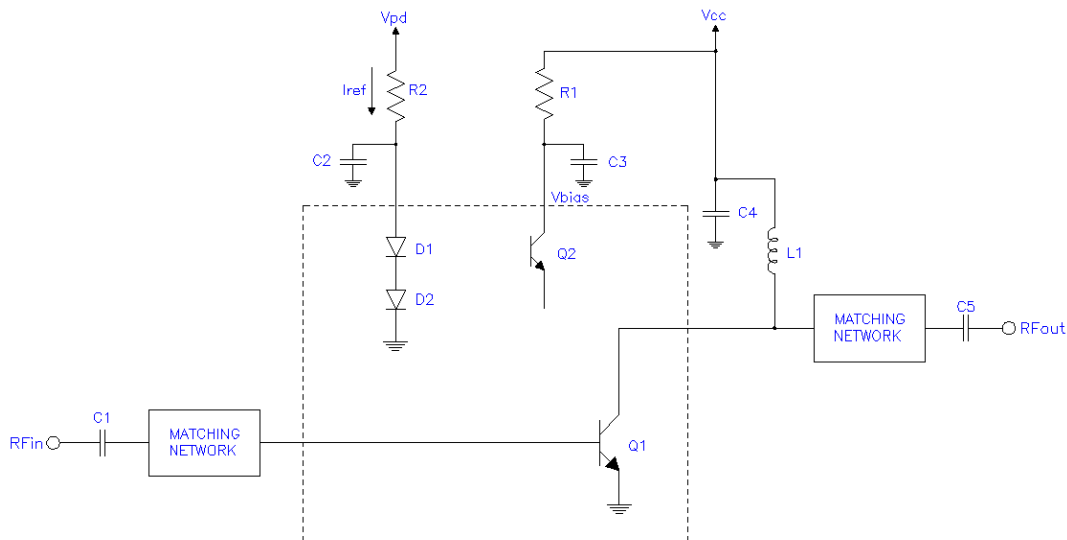 Vpd
Vcc
Iref
R2
R1
C2
C3
Vbias
C4
D1
Q2
L1
D2
C5
MATCHING
NETWORK
RFout
C1
RFin
MATCHING
NETWORK
Q1